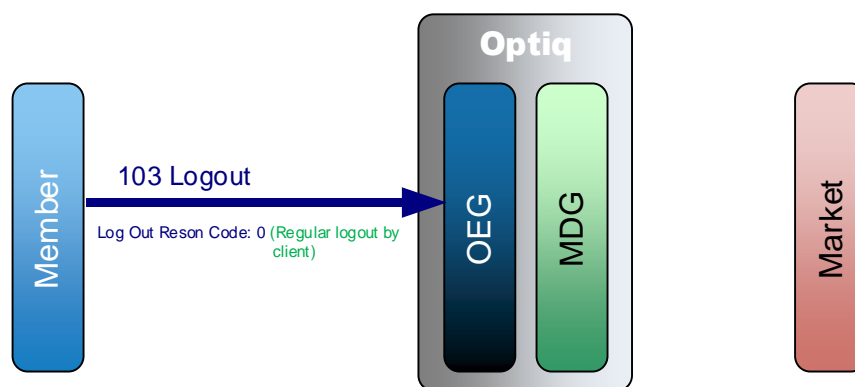 Optiq
Member
103 Logout
Log Out Reson Code: 0 (Regular logout by
client)
OEG
MDG
Market